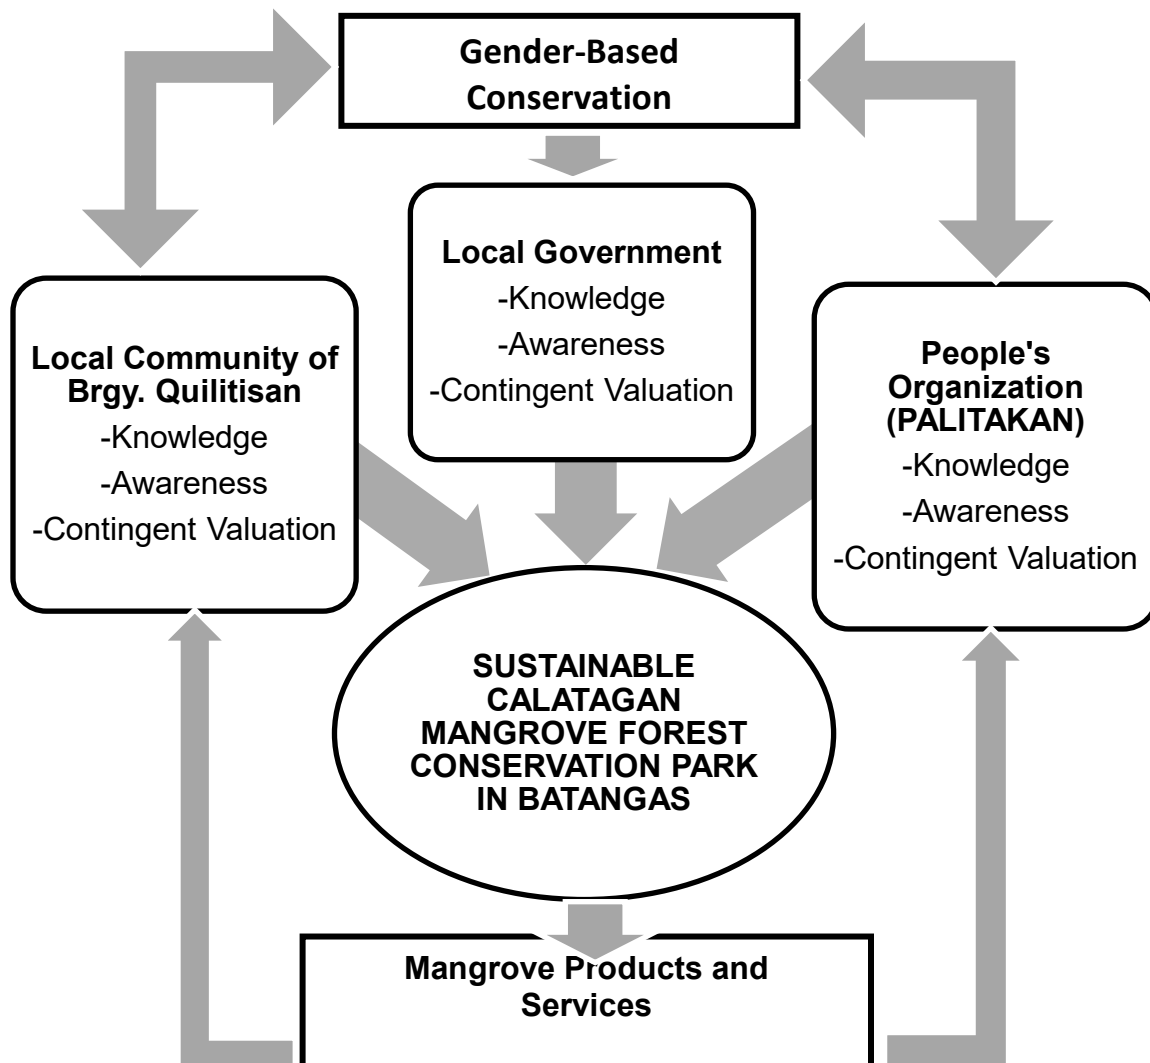 Gender-Based
Conservation
Local Government
-Knowledge
-Awareness
-Contingent Valuation
Local Community of
Brgy. Quilitisan
-Knowledge
-Awareness
-Contingent Valuation
People's
Organization
(PALITAKAN)
-Knowledge
-Awareness
-Contingent Valuation
SUSTAINABLE
CALATAGAN
MANGROVE FOREST
CONSERVATION PARK
IN BATANGAS
Mangrove Products and
Services